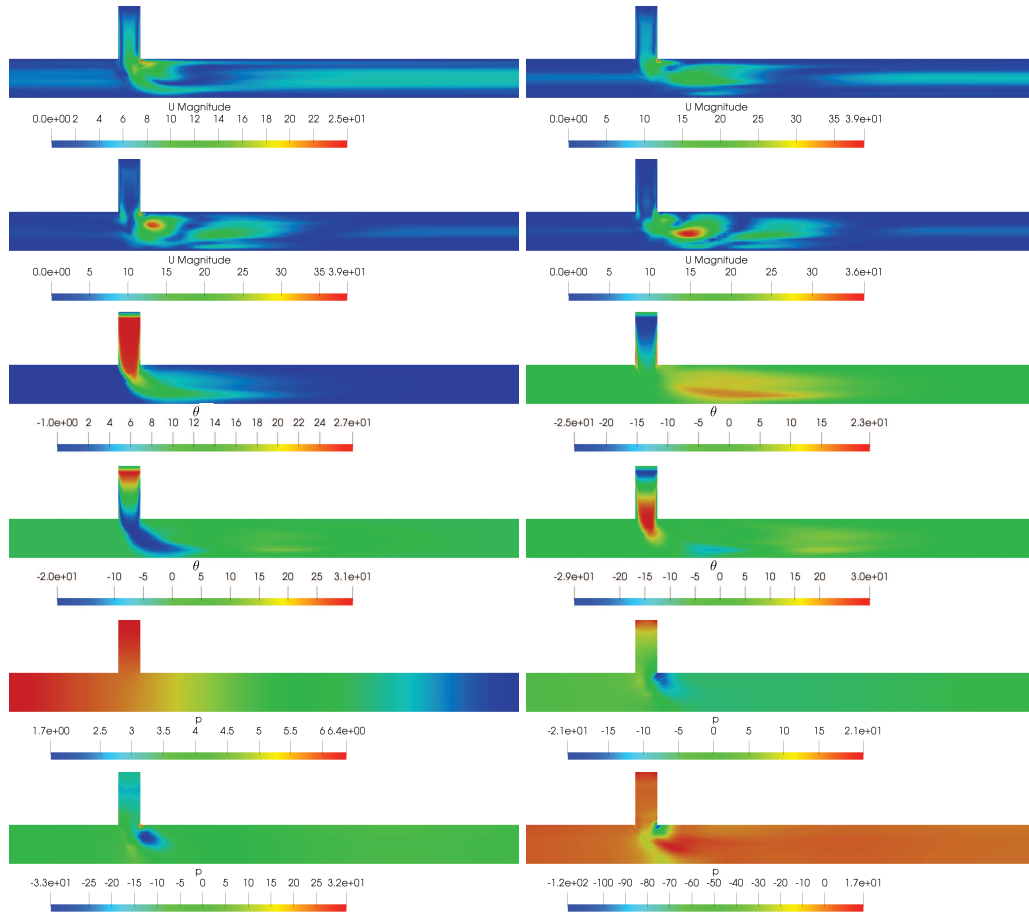 U Magnitude
0.0e+00 2 4 6 8 10 12 14 16 18 20 22 2.5e+01
U Magnitude
0.0e+00 5 10 15 20 25 30 35 3.9e+01
U Magnitude
0.0e+00 5 10 15 20 25 30 35 3.9e+01
U Magnitude
0.0e+00 5 10 15 20 25 30 3.6e+01
θ
-1.0e+00 2 4 6 8 10 12 14 16 18 20 22 24 2.7e+01
θ
-2.5e+01 -20 -15 -10 -5 0 5 10 15 2.3e+01
θ
-2.0e+01 -10 -5 0 5 10 15 20 25 3.1e+01
θ
-2.9e+01 -20 -15 -10 -5 0 5 10 15 20 3.0e+01
p
1.7e+00 2.5 3 3.5 4 4.5 5 5.5 6 6.4e+00
p
-2.1e+01 -15 -10 -5 0 5 10 15 2.1e+01
p
-3.3e+01 -25 -20 -15 -10 -5 0 5 10 15 20 25 3.2e+01
p
-1.2e+02 -100 -90 -80 -70 -60 -50 -40 -30 -20 -10 0 1.7e+01